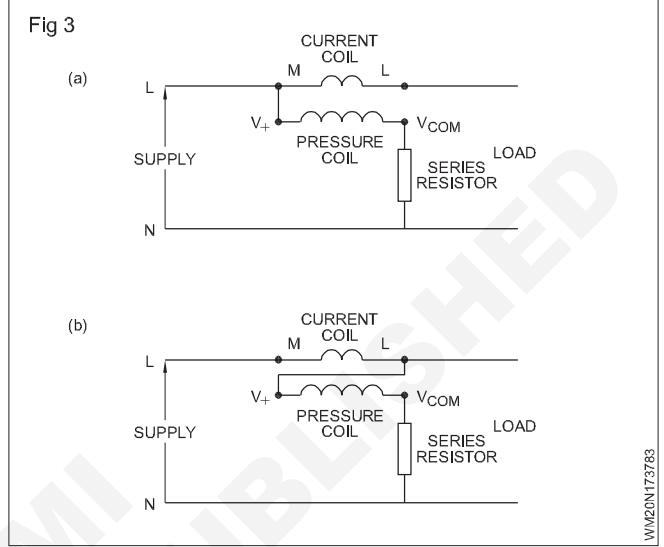 Fig 3
(a)
CURRENT
COIL
M
L
L
V+
VCOM
PRESSURE
COIL
SUPPLY
LOAD
SERIES
RESISTOR
N
(b)
CURRENT
COIL
M
L
L
V+
VCOM
PRESSURE
COIL
SUPPLY
LOAD
SERIES
RESISTOR
N
WM20N173783